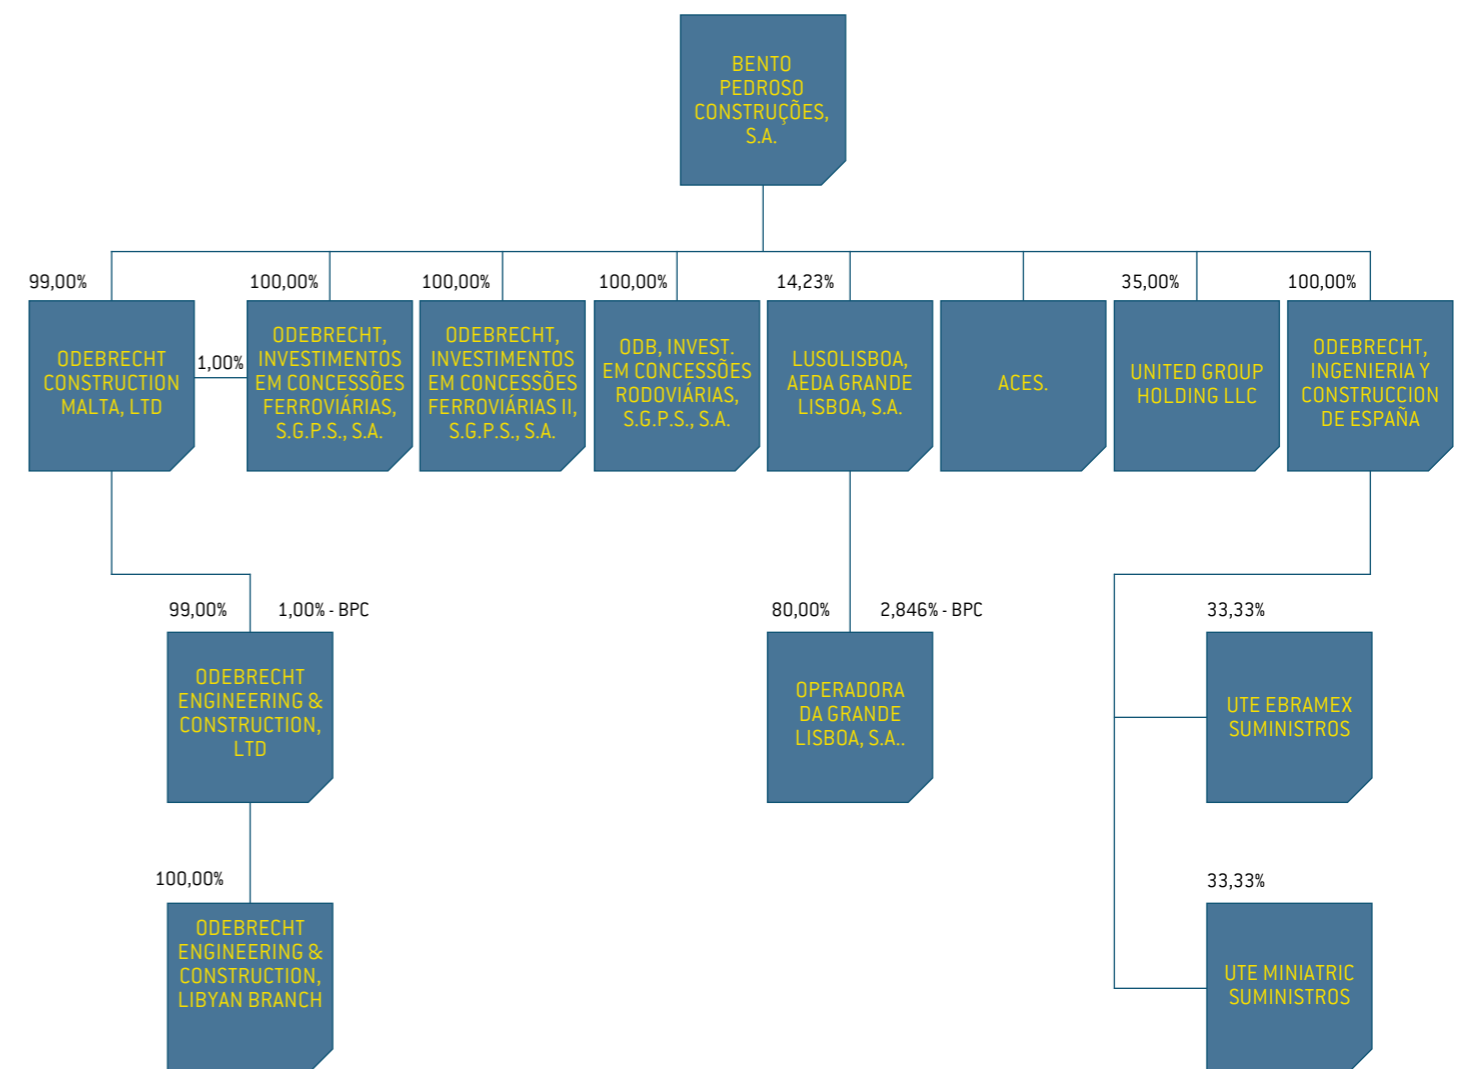 BENTO
PEDROSO
CONSTRUÇÕES,
S.A.
99,00%
100,00%
100,00%
100,00%
14,23%
35,00%
100,00%
ODEBRECHT
CONSTRUCTION
MALTA, LTD
1,00%
ODEBRECHT,
INVESTIMENTOS
EM CONCESSÕES
FERROVIÁRIAS,
S.G.P.S., S.A.
ODEBRECHT,
INVESTIMENTOS
EM CONCESSÕES
FERROVIÁRIAS II,
S.G.P.S., S.A.
ODB, INVEST.
EM CONCESSÕES
RODOVIÁRIAS,
S.G.P.S., S.A.
LUSOLISBOA,
AEDA GRANDE
LISBOA, S.A.
ACES.
UNITED GROUP
HOLDING LLC
ODEBRECHT,
INGENIERIA Y
CONSTRUCCION
DE ESPAÑA
99,00%
1,00% - BPC
80,00%
2,846% - BPC
33,33%
ODEBRECHT
ENGINEERING &
CONSTRUCTION,
LTD
OPERADORA
DA GRANDE
LISBOA, S.A..
UTE EBRAMEX
SUMINISTROS
100,00%
33,33%
ODEBRECHT
ENGINEERING &
CONSTRUCTION,
LIBYAN BRANCH
UTE MINIATRIC
SUMINISTROS